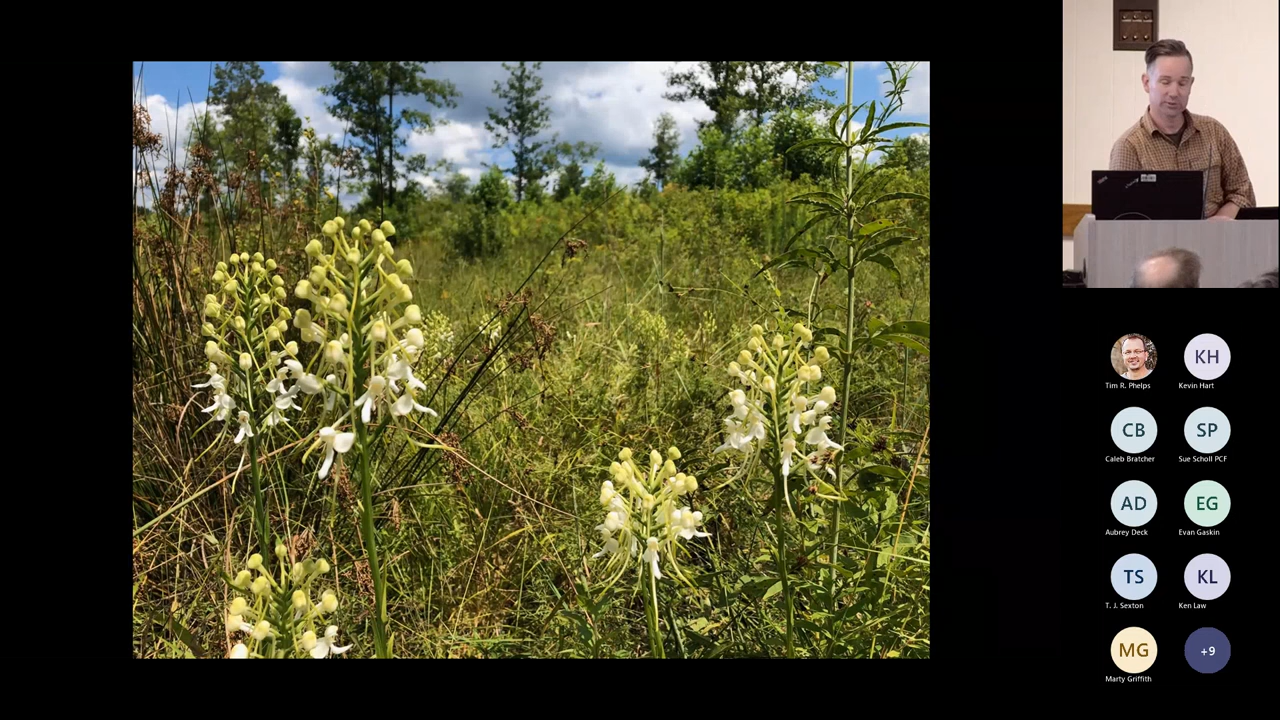 Tim R. Phelps
KH
Kevin Hart
CB
Caleb Bratcher
SP
Sue Scholl PCF
AD
Aubrey Deck
EG
Evan Gaskin
TS
T. J. Sexton
KL
Ken Law
MG
Marty Griffith
+9